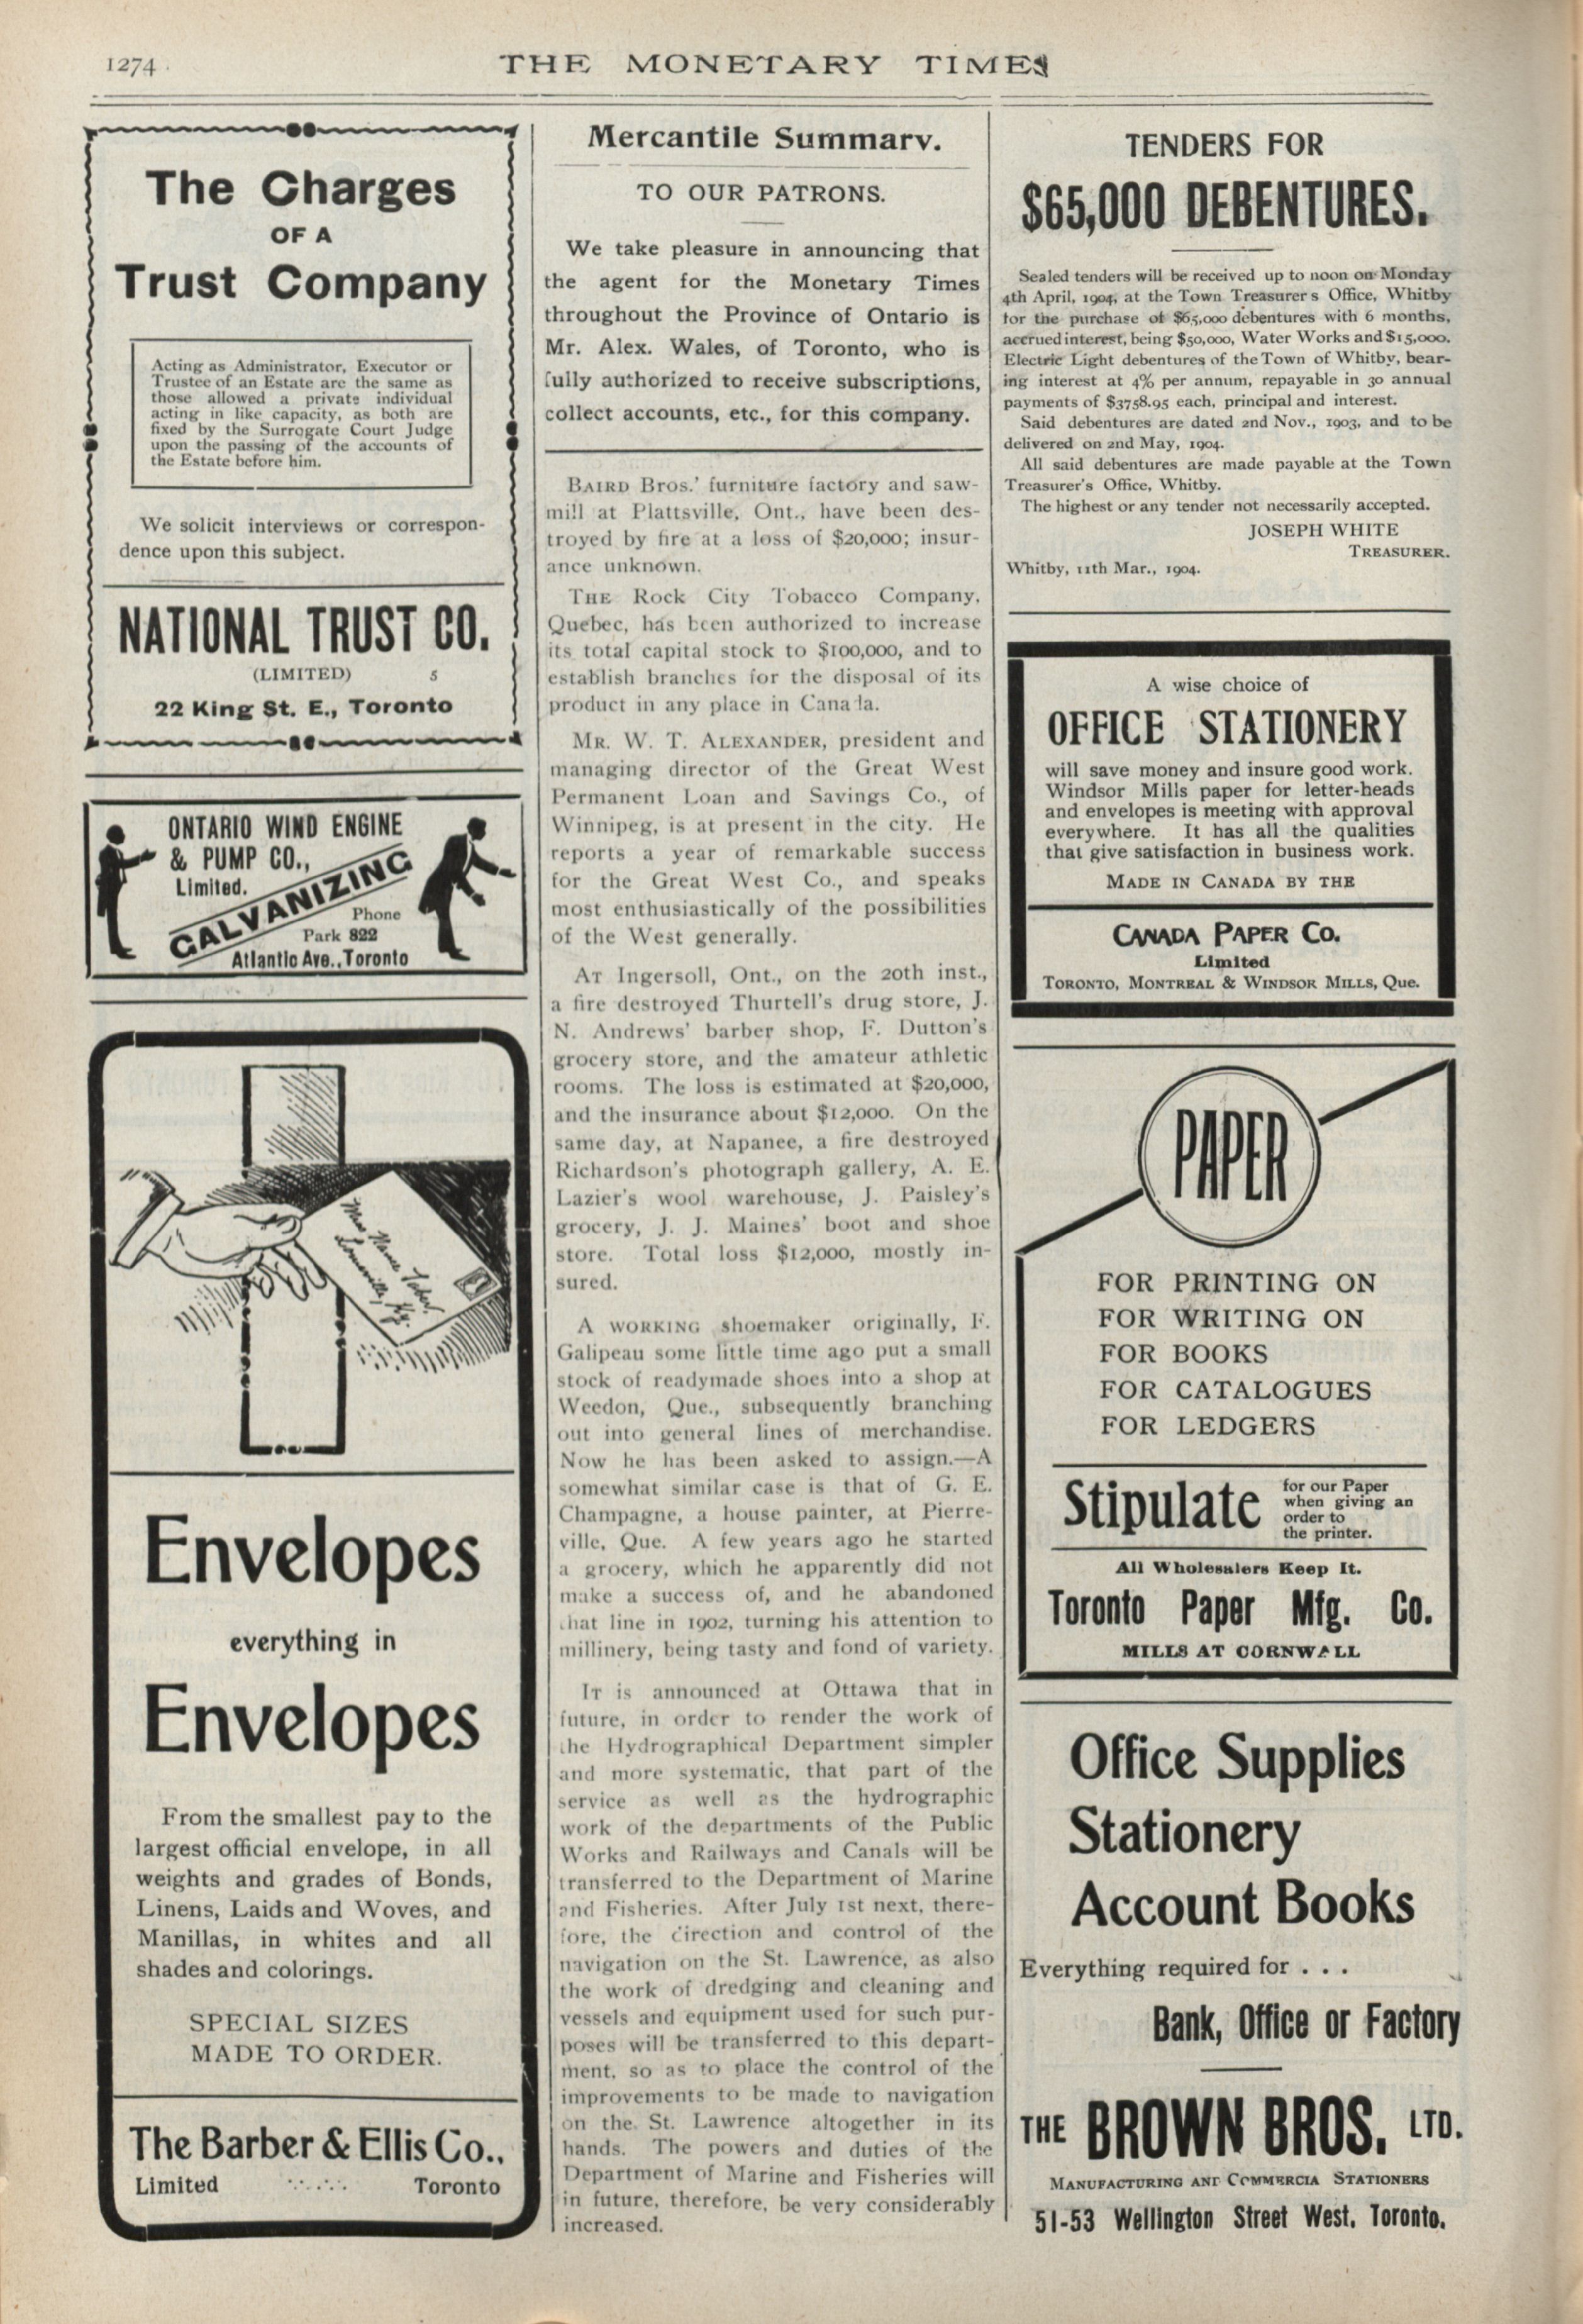 1274
THE MONETARY TIMES
The Charges
OF A
Trust Company
Acting as Administrator, Executor or
Trustee of an Estate are the same as
those allowed a private individual
acting in like capacity, as both are
fixed by the Surrogate Court Judge
upon the passing of the accounts of
the Estate before him.
We solicit interviews or correspon-
dence upon this subject.
NATIONAL TRUST CO.
(LIMITED) 5
22 King St. E., Toronto
ONTARIO WIND ENGINE
& PUMP CO.,
Limited.
GALVANIZING
Phone
Park 822
Atlantic Ave., Toronto
Mrs Nance Tabor
Louisville, Ky.
Envelopes
everything in
Envelopes
From the smallest pay to the
largest official envelope, in all
weights and grades of Bonds,
Linens, Laids and Woves, and
Manillas, in whites and all
shades and colorings.
SPECIAL SIZES
MADE TO ORDER.
The Barber & Ellis Co.,
Limited Toronto
Mercantile Summary.
TO OUR PATRONS.
We take pleasure in announcing that
the agent for the Monetary Times
throughout the Province of Ontario is
Mr. Alex. Wales, of Toronto, who is
fully authorized to receive subscriptions,
collect accounts, etc., for this company.
BAIRD Bros.' furniture factory and saw-
mill at Plattsville, Ont., have been des-
troyed by fire at a loss of $20,000; insur-
ance unknown.
THE Rock City Tobacco Company,
Quebec, has been authorized to increase
its total capital stock to $100,000, and to
establish branches for the disposal of its
product in any place in Canada.
MR. W. T. ALEXANDER, president and
managing director of the Great West
Permanent Loan and Savings Co., of
Winnipeg, is at present in the city. He
reports a year of remarkable success
for the Great West Co., and speaks
most enthusiastically of the possibilities
of the West generally.
AT Ingersoll, Ont., on the 20th inst.,
a fire destroyed Thurtell's drug store, J.
N. Andrews' barber shop, F. Dutton's
grocery store, and the amateur athletic
rooms. The loss is estimated at $20,000,
and the insurance about $12,000. On the
same day, at Napanee, a fire destroyed
Richardson's photograph gallery, A. E.
Lazier's wool warehouse, J. Paisley's
grocery, J. J. Maines' boot and shoe
store. Total loss $12,000, mostly in-
sured.
A WORKING shoemaker originally, F.
Galipeau some little time ago put a small
stock of readymade shoes into a shop at
Weedon, Que., subsequently branching
out into general lines of merchandise.
Now he has been asked to assign.—A
somewhat similar case is that of G. E.
Champagne, a house painter, at Pierre-
ville, Que. A few years ago he started
a grocery, which he apparently did not
make a success of, and he abandoned
that line in 1902, turning his attention to
millinery, being tasty and fond of variety.
IT is announced at Ottawa that in
future, in order to render the work of
the Hydrographical Department simpler
and more systematic, that part of the
service as well as the hydrographic
work of the departments of the Public
Works and Railways and Canals will be
transferred to the Department of Marine
and Fisheries. After July 1st next, there-
fore, the direction and control of the
navigation on the St. Lawrence, as also
the work of dredging and cleaning and
vessels and equipment used for such pur-
poses will be transferred to this depart-
ment, so as to place the control of the
improvements to be made to navigation
on the St. Lawrence altogether in its
hands. The powers and duties of the
Department of Marine and Fisheries will
in future, therefore, be very considerably
increased.
TENDERS FOR
$65,000 DEBENTURES.
Sealed tenders will be received up to noon on Monday
4th April, 1904, at the Town Treasurer s Office, Whitby
for the purchase of $65,000 debentures with 6 months,
accrued interest, being $50,000, Water Works and $15,000.
Electric Light debentures of the Town of Whitby, bear-
ing interest at 4% per annum, repayable in 30 annual
payments of $3758.95 each, principal and interest.
Said debentures are dated 2nd Nov., 1903, and to be
delivered on 2nd May, 1904.
All said debentures are made payable at the Town
Treasurer's Office, Whitby.
The highest or any tender not necessarily accepted.
JOSEPH WHITE
TREASURER.
Whitby, 11th Mar., 1904.
A wise choice of
OFFICE STATIONERY
will save money and insure good work.
Windsor Mills paper for letter-heads
and envelopes is meeting with approval
everywhere. It has all the qualities
that give satisfaction in business work.
MADE IN CANADA BY THE
CANADA PAPER CO.
Limited
TORONTO, MONTREAL & WINDSOR MILLS, Que.
PAPER
FOR PRINTING ON
FOR WRITING ON
FOR BOOKS
FOR CATALOGUES
FOR LEDGERS
Stipulate
for our Paper
when giving an
order to
the printer.
All Wholesalers Keep It.
Toronto Paper Mfg. Co.
MILLS AT CORNWALL
Office Supplies
Stationery
Account Books
Everything required for . . .
Bank, Office or Factory
THE BROWN BROS. LTD.
MANUFACTURING AND COMMERCIA STATIONERS
51-53 Wellington Street West, Toronto.